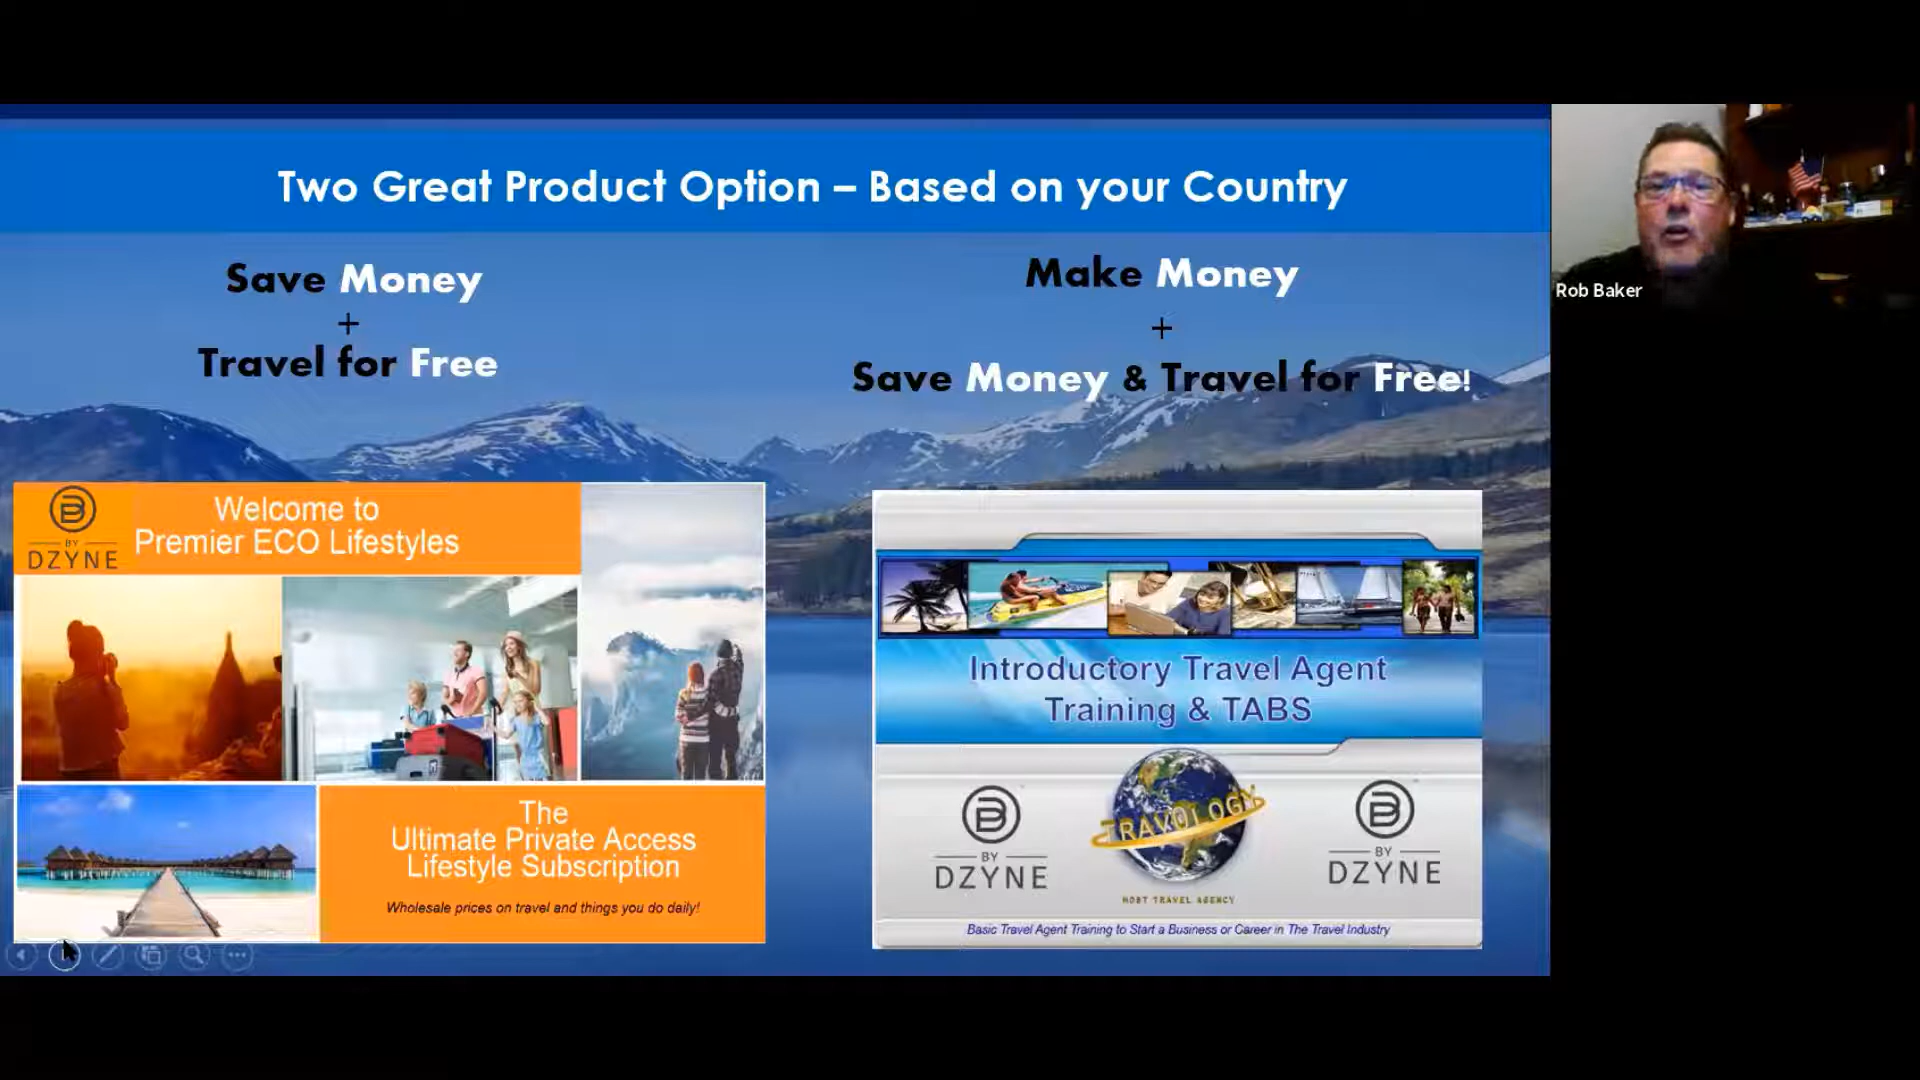 Two Great Product Option – Based on your Country
Save Money
+
Travel for Free
Make Money
+
Save Money & Travel for Free!
B
BY
DZYNE
Welcome to
Premier ECO Lifestyles
The
Ultimate Private Access
Lifestyle Subscription
Wholesale prices on travel and things you do daily!
Introductory Travel Agent
Training & TABS
B
BY
DZYNE
TRAVOLOGY
HOST TRAVEL AGENCY
B
BY
DZYNE
Basic Travel Agent Training to Start a Business or Career in The Travel Industry
Rob Baker